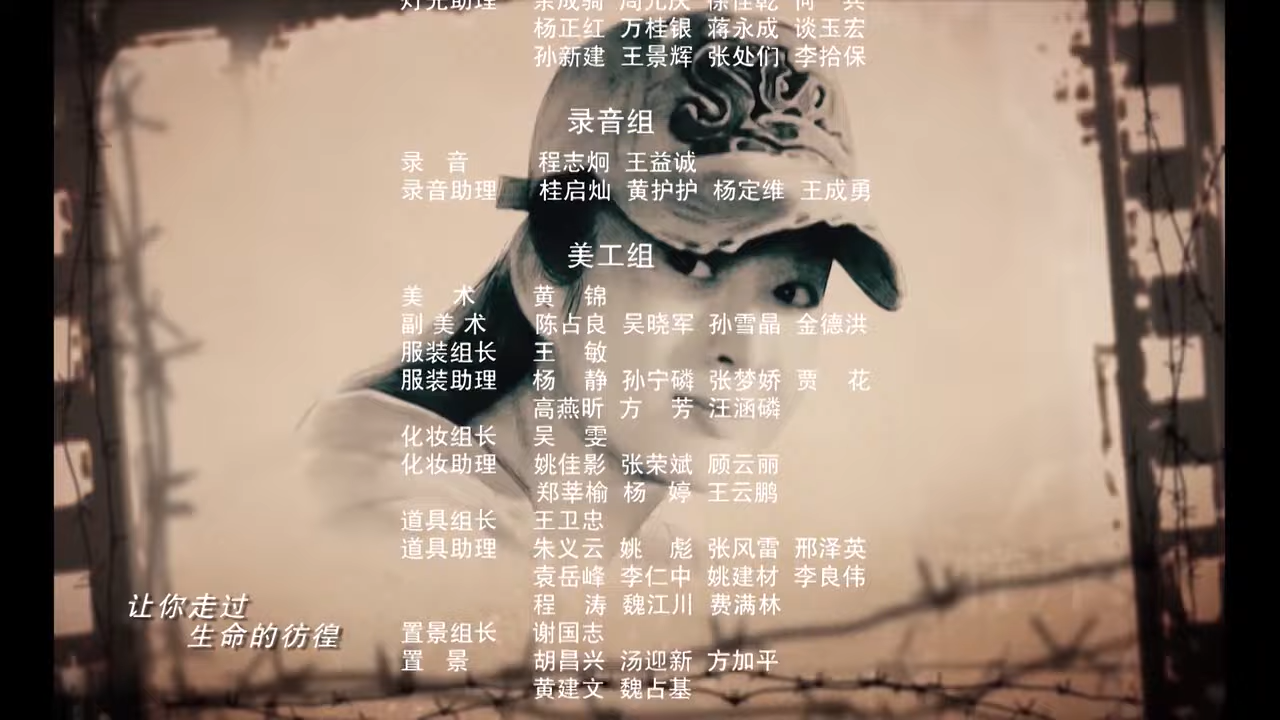 灯光助理
杨正红 万桂银 蒋永成 谈玉宏
孙新建 王景辉 张处们 李拾保
录音组
录 音 程志炯 王益诚
录音助理 桂启灿 黄护护 杨定维 王成勇
美工组
美 术 黄 锦
副美术 陈占良 吴晓军 孙雪晶 金德洪
服装组长 王 敏
服装助理 杨 静 孙宁磷 张梦娇 贾 花
高燕昕 方 芳 汪涵磷
化妆组长 吴 雯
化妆助理 姚佳影 张荣斌 顾云丽
郑莘榆 杨 婷 王云鹏
道具组长 王卫忠
道具助理 朱义云 姚 彪 张风雷 邢泽英
袁岳峰 李仁中 姚建材 李良伟
程 涛 魏江川 费满林
置景组长 谢国志
置 景 胡昌兴 汤迎新 方加平
黄建文 魏占基
让你走过
生命的彷徨